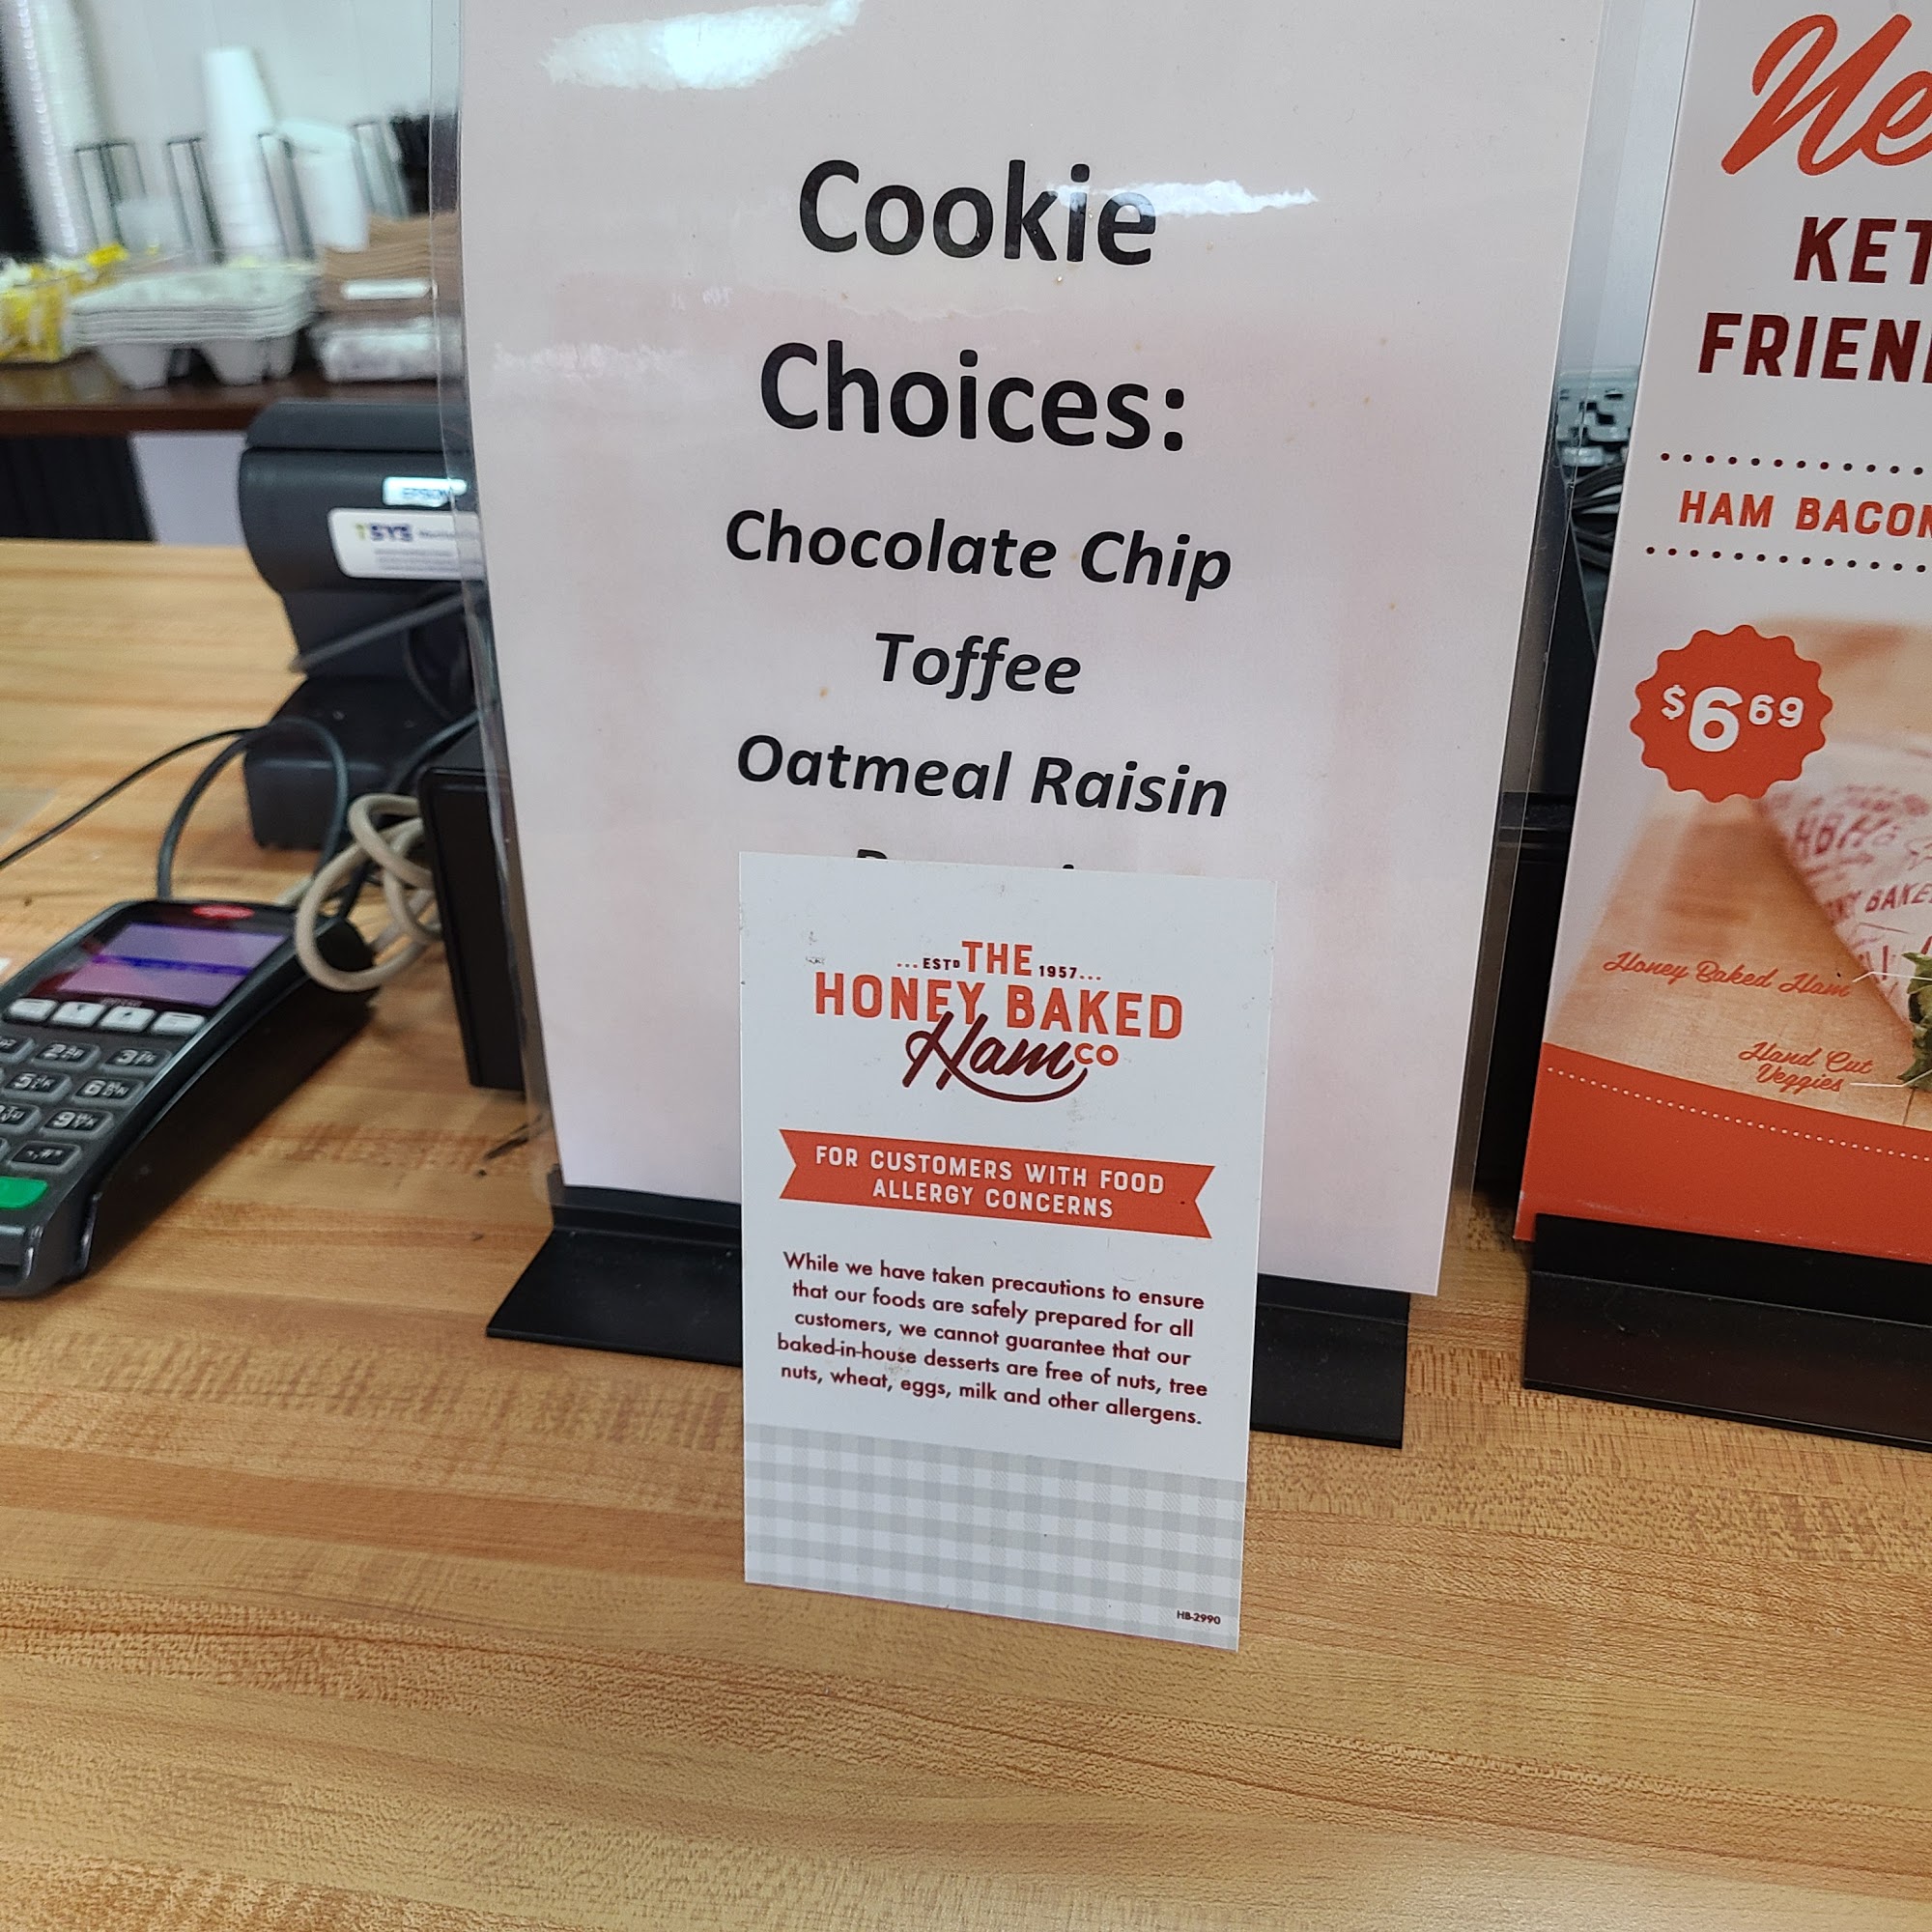 Cookie
Choices:
Chocolate Chip
Toffee
Oatmeal Raisin
...ESTD THE 1957...
HONEY BAKED
Ham CO
FOR CUSTOMERS WITH FOOD
ALLERGY CONCERNS
While we have taken precautions to ensure
that our foods are safely prepared for all
customers, we cannot guarantee that our
baked-in-house desserts are free of nuts, tree
nuts, wheat, eggs, milk and other allergens.
HB-2990
Ne
KET
FRIEN
HAM BACON
$6.69
Honey Baked Ham
Hand Cut
Veggies
EPSON
TSYS